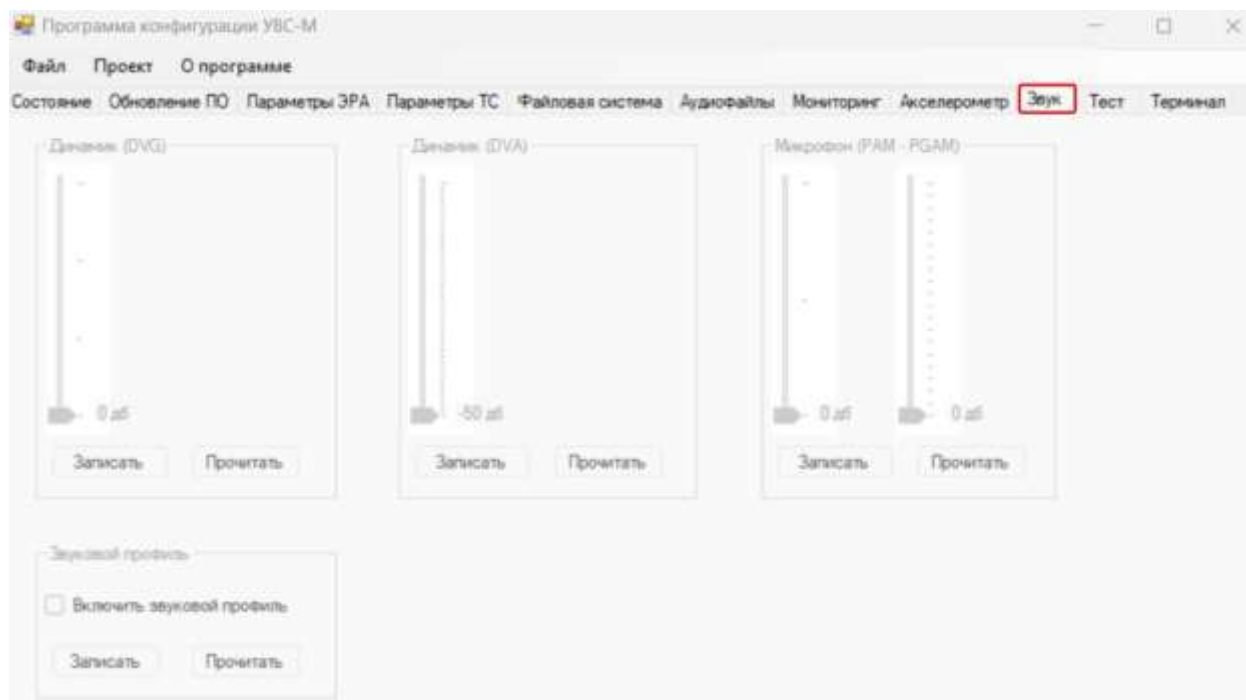 Программа конфигурации УВС-М
Файл Проект О программе
Состояние Обновление ПО Параметры ЭРА Параметры ТС Файловая система Аудиофайлы Мониторинг Акселерометр Звук Тест Терминал
Динамик (DVG) Динамик (DVA) Микрофон (PAM - PGAM)
0 дб -50 дб 0 дб 0 дб
Записать Прочитать Записать Прочитать Записать Прочитать
Звуковой профиль
Включить звуковой профиль
Записать Прочитать